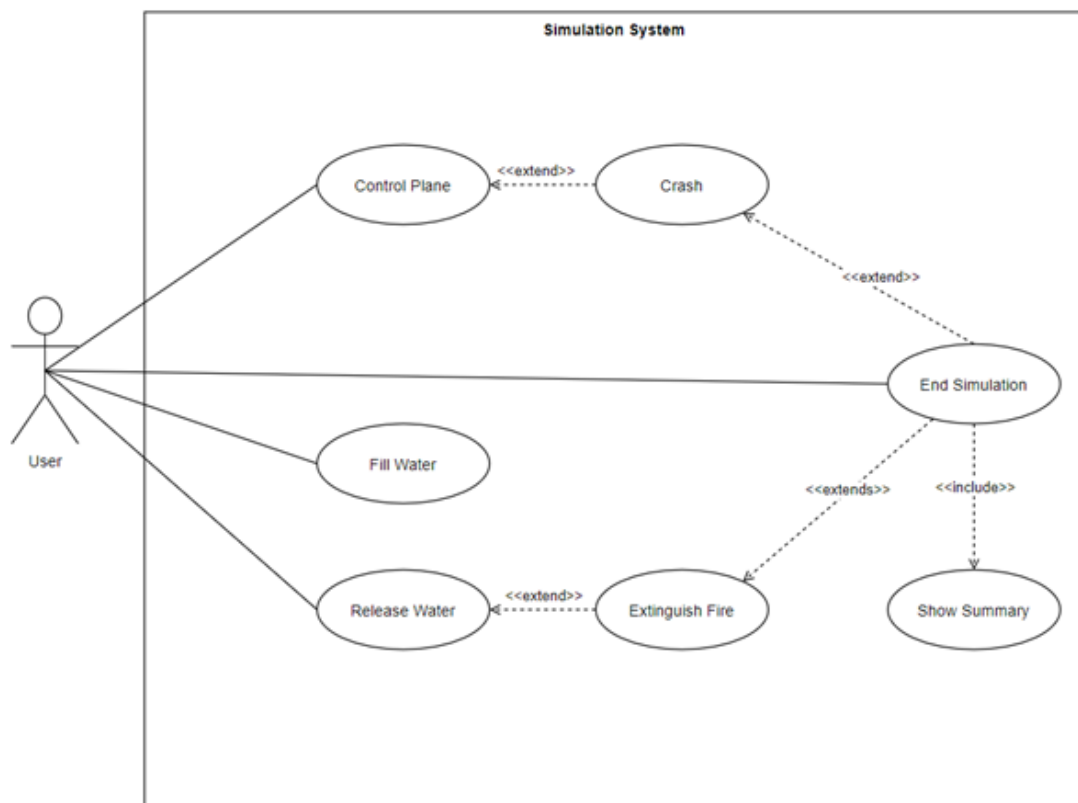 Simulation System
Control Plane
<<extend>>
Crash
<<extend>>
End Simulation
User
Fill Water
<<extends>>
<<include>>
Release Water
<<extend>>
Extinguish Fire
Show Summary